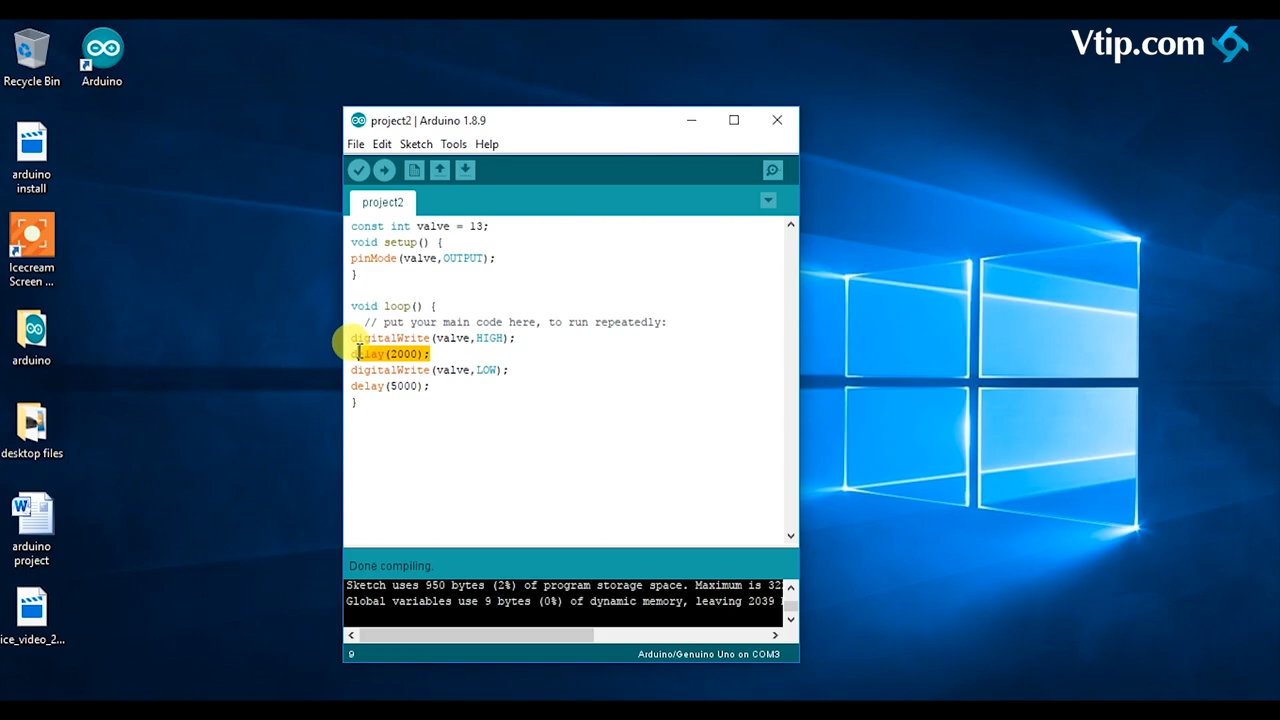 Vtip.com
Recycle Bin
Arduino
arduino
install
Icecream
Screen ...
arduino
desktop files
arduino
project
ice_video_2...
project2 | Arduino 1.8.9
File Edit Sketch Tools Help
project2
const int valve = 13;
void setup() {
pinMode(valve,OUTPUT);
}
void loop() {
// put your main code here, to run repeatedly:
digitalWrite(valve,HIGH);
delay(2000);
digitalWrite(valve,LOW);
delay(5000);
}
Done compiling.
Sketch uses 950 bytes (2%) of program storage space. Maximum is 32
Global variables use 9 bytes (0%) of dynamic memory, leaving 2039
9
Arduino/Genuino Uno on COM3